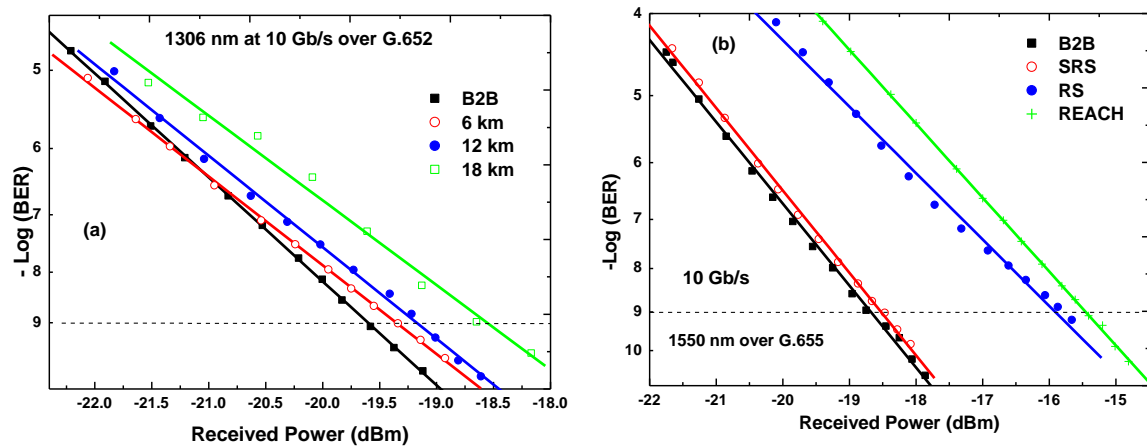 1306 nm at 10 Gb/s over G.652
B2B
6 km
12 km
18 km
(a)
- Log (BER)
5
6
7
8
9
-22.0 -21.5 -21.0 -20.5 -20.0 -19.5 -19.0 -18.5 -18.0
Received Power (dBm)
(b)
B2B
SRS
RS
REACH
10 Gb/s
1550 nm over G.655
-Log (BER)
4
5
6
7
8
9
10
-22 -21 -20 -19 -18 -17 -16 -15
Received Power (dBm)